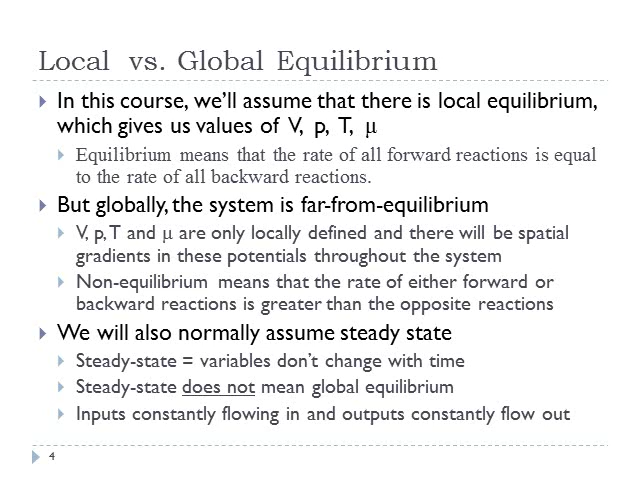 Local vs. Global Equilibrium
In this course, we'll assume that there is local equilibrium,
which gives us values of V, p, T, μ
Equilibrium means that the rate of all forward reactions is equal
to the rate of all backward reactions.
But globally, the system is far-from-equilibrium
V, p, T and μ are only locally defined and there will be spatial
gradients in these potentials throughout the system
Non-equilibrium means that the rate of either forward or
backward reactions is greater than the opposite reactions
We will also normally assume steady state
Steady-state = variables don't change with time
Steady-state does not mean global equilibrium
Inputs constantly flowing in and outputs constantly flow out
4